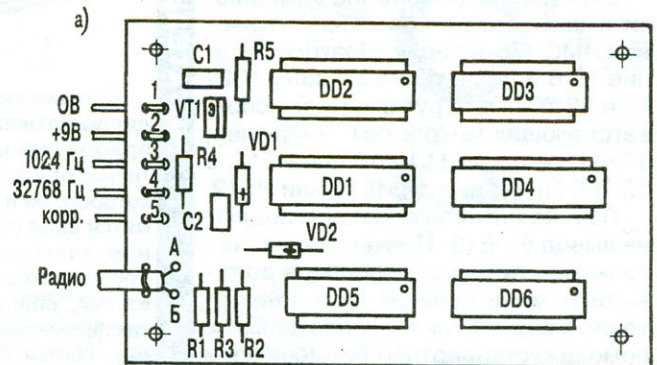 а)
C1
R5
DD2
DD3
1
0В
VT1
2
+9В
VD1
3
1024 Гц
R4
DD1
DD4
4
32768 Гц
5
корр.
C2
VD2
А
Радио
Б
DD5
DD6
R1
R3
R2